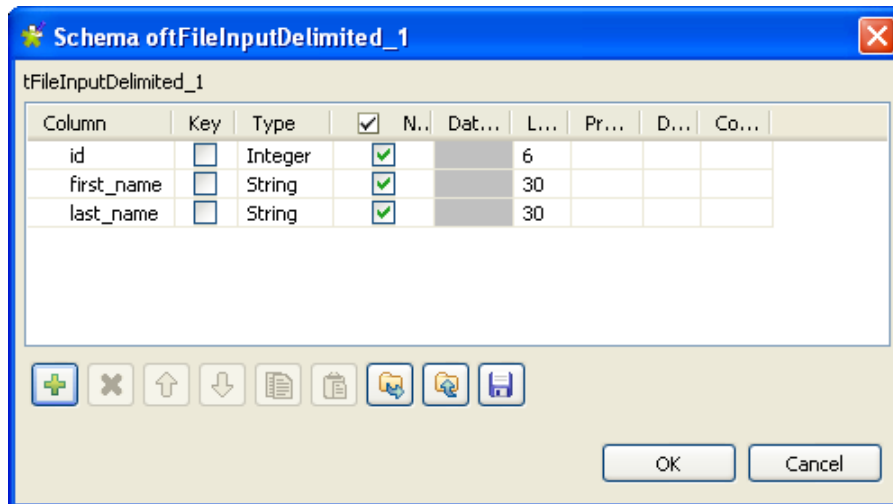 Schema oftFileInputDelimited_1
tFileInputDelimited_1
Column Key Type N.. Dat... L... Pr... D... Co...
id Integer 6
first_name String 30
last_name String 30
OK Cancel